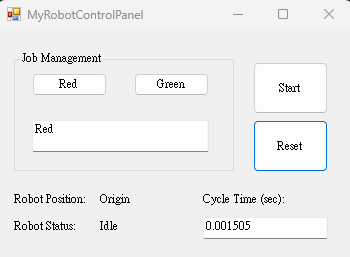 MyRobotControlPanel
Job Management
Red Green
Start
Red
Reset
Robot Position: Origin
Cycle Time (sec):
Robot Status: Idle
0.001505